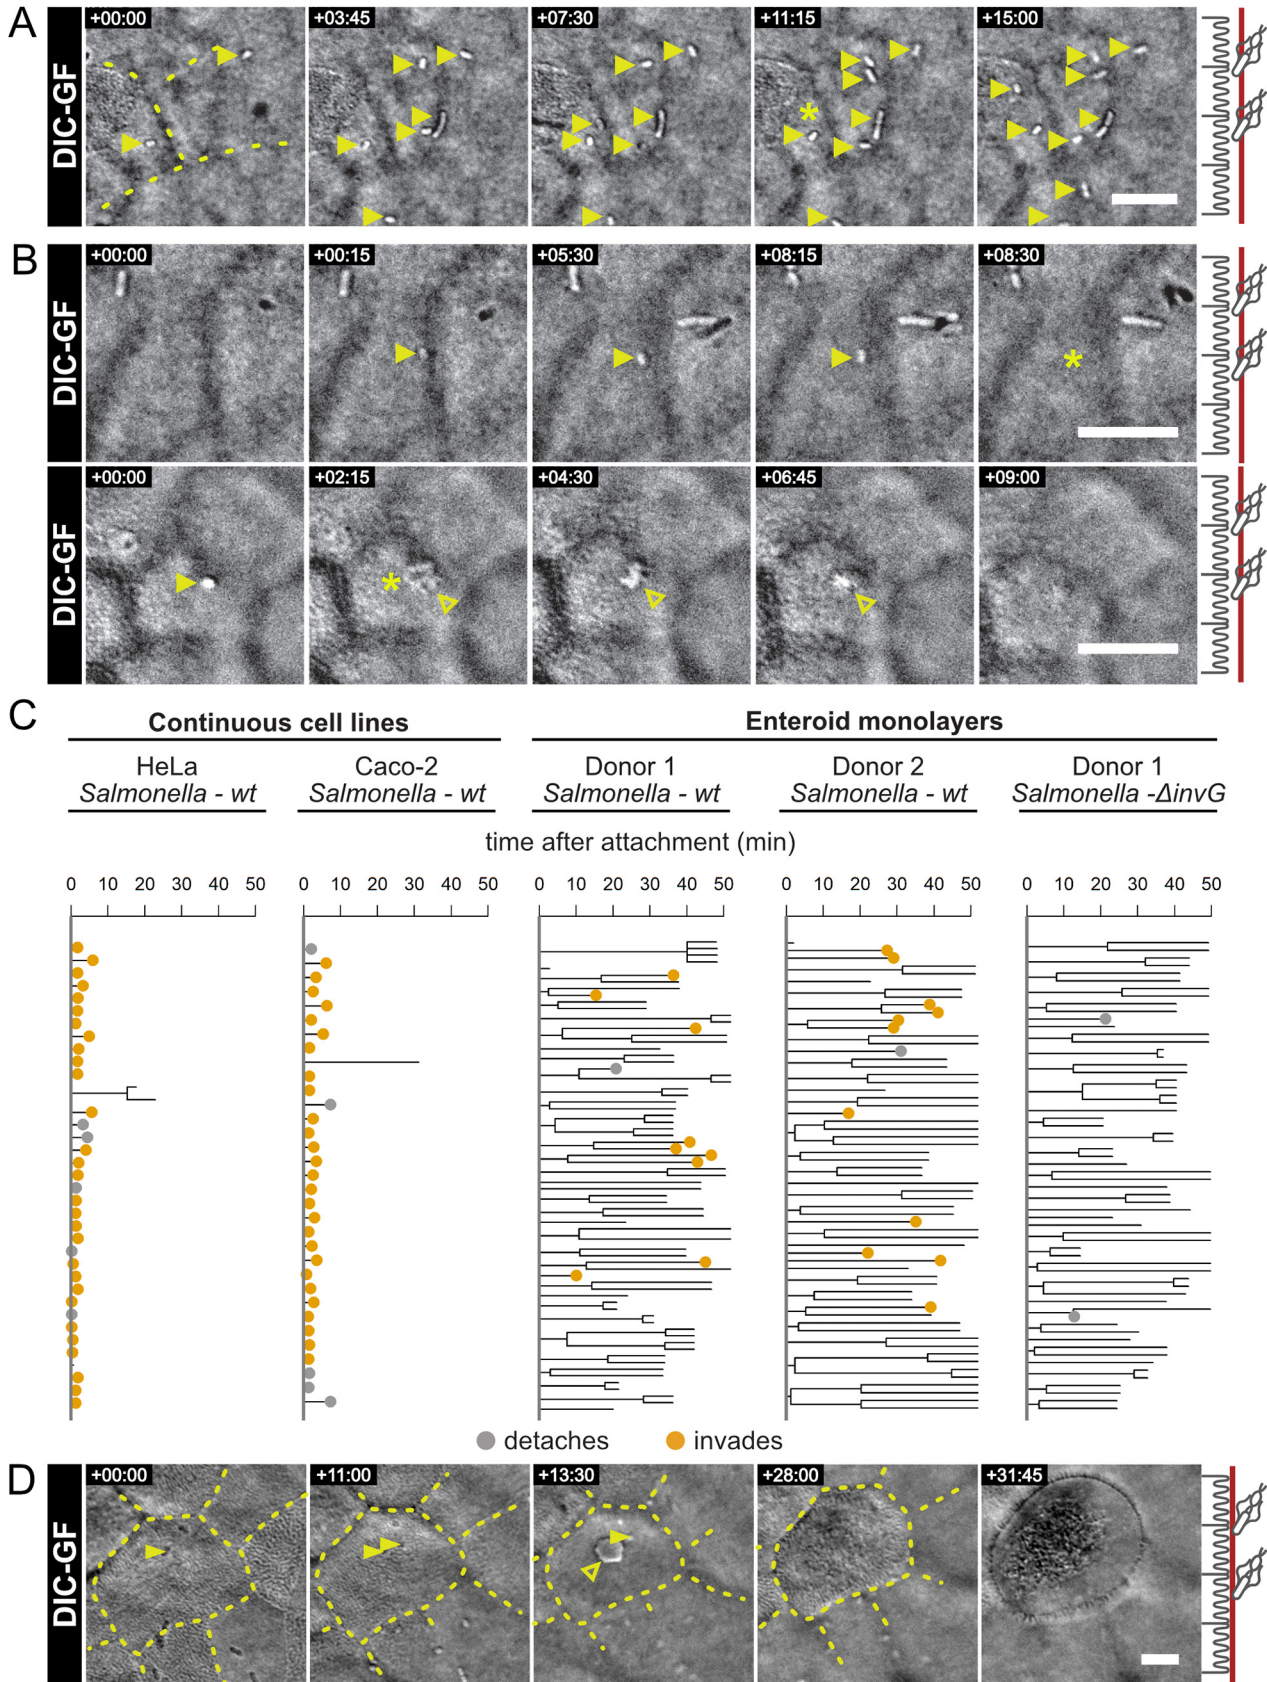 A
DIC-GF
+00:00
+03:45
+07:30
+11:15
+15:00
*
B
DIC-GF
+00:00
+00:15
+05:30
+08:15
+08:30
*
DIC-GF
+00:00
+02:15
+04:30
+06:45
+09:00
*
C
Continuous cell lines
Enteroid monolayers
HeLa
Salmonella - wt
Caco-2
Salmonella - wt
Donor 1
Salmonella - wt
Donor 2
Salmonella - wt
Donor 1
Salmonella -ΔinvG
time after attachment (min)
0 10 20 30 40 50
0 10 20 30 40 50
0 10 20 30 40 50
0 10 20 30 40 50
0 10 20 30 40 50
detaches
invades
D
DIC-GF
+00:00
+11:00
+13:30
+28:00
+31:45